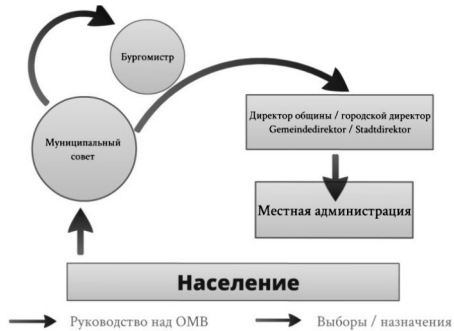 Бургомистр
Муниципальный
совет
Директор общины / городской директор
Gemeindedirektor / Stadtdirektor
Местная администрация
Население
Руководство над ОМВ
Выборы / назначения